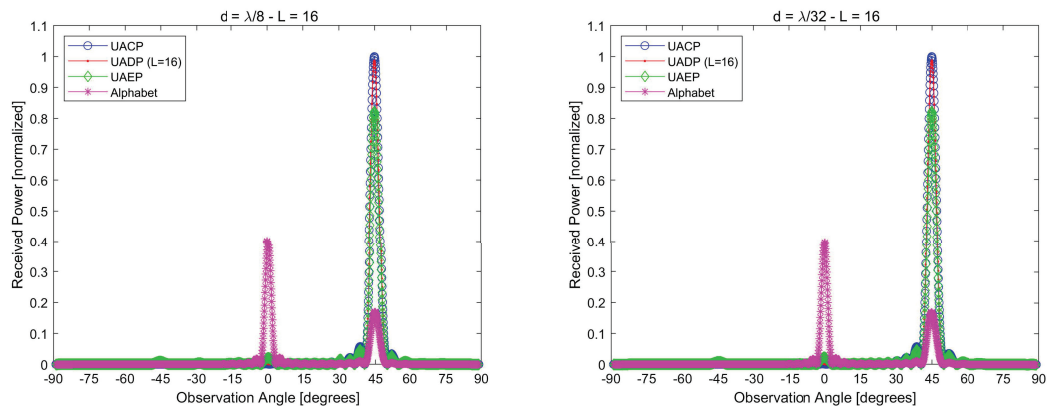 d = λ/8 - L = 16
1.1
1
0.9
0.8
0.7
0.6
0.5
0.4
0.3
0.2
0.1
0
Received Power [normalized]
UACP
UADP (L=16)
UAEP
Alphabet
-90 -75 -60 -45 -30 -15 0 15 30 45 60 75 90
Observation Angle [degrees]
d = λ/32 - L = 16
1.1
1
0.9
0.8
0.7
0.6
0.5
0.4
0.3
0.2
0.1
0
Received Power [normalized]
UACP
UADP (L=16)
UAEP
Alphabet
-90 -75 -60 -45 -30 -15 0 15 30 45 60 75 90
Observation Angle [degrees]